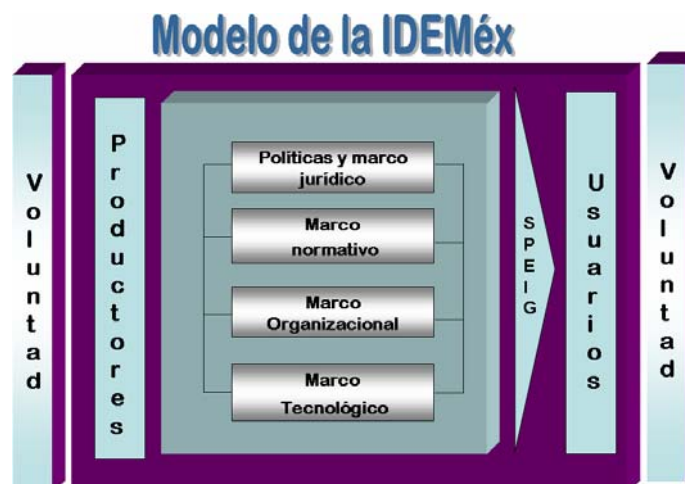 Modelo de la IDEMéx
Voluntad
Productores
Políticas y marco
jurídico
Marco
normativo
Marco
Organizacional
Marco
Tecnológico
SPEIG
Usuarios
Voluntad